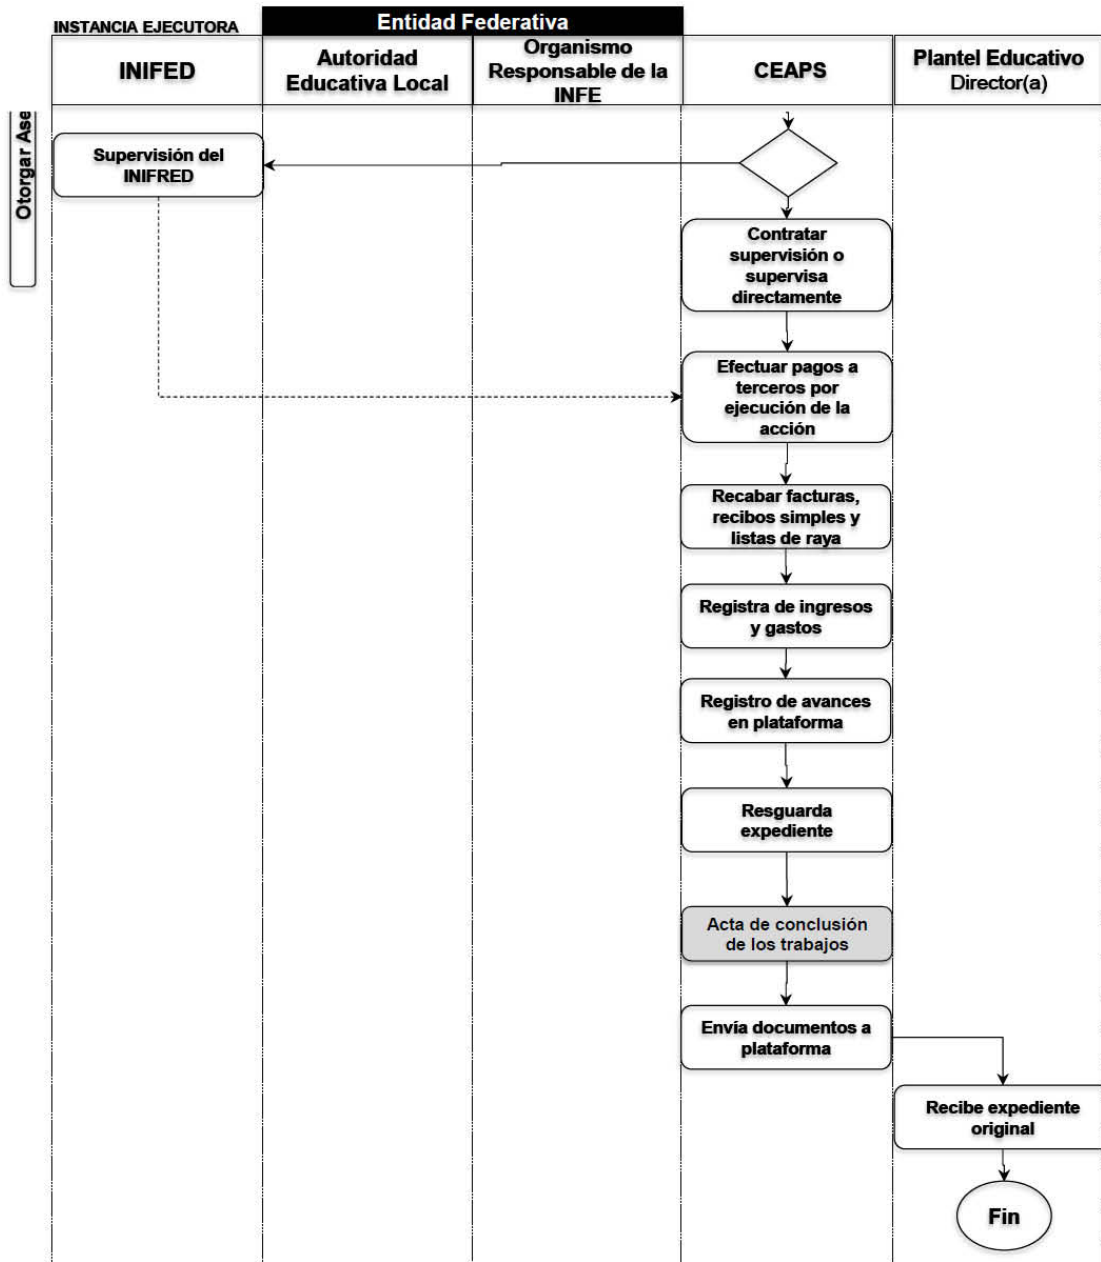 INSTANCIA EJECUTORA
Entidad Federativa
INIFED
Autoridad
Educativa Local
Organismo
Responsable de la
INFE
CEAPS
Plantel Educativo
Director(a)
Otorgar Ase
Supervisión del
INIFRED
Contratar
supervisión o
supervisa
directamente
Efectuar pagos a
terceros por
ejecución de la
acción
Recabar facturas,
recibos simples y
listas de raya
Registra de ingresos
y gastos
Registro de avances
en plataforma
Resguarda
expediente
Acta de conclusión
de los trabajos
Envía documentos a
plataforma
Recibe expediente
original
Fin